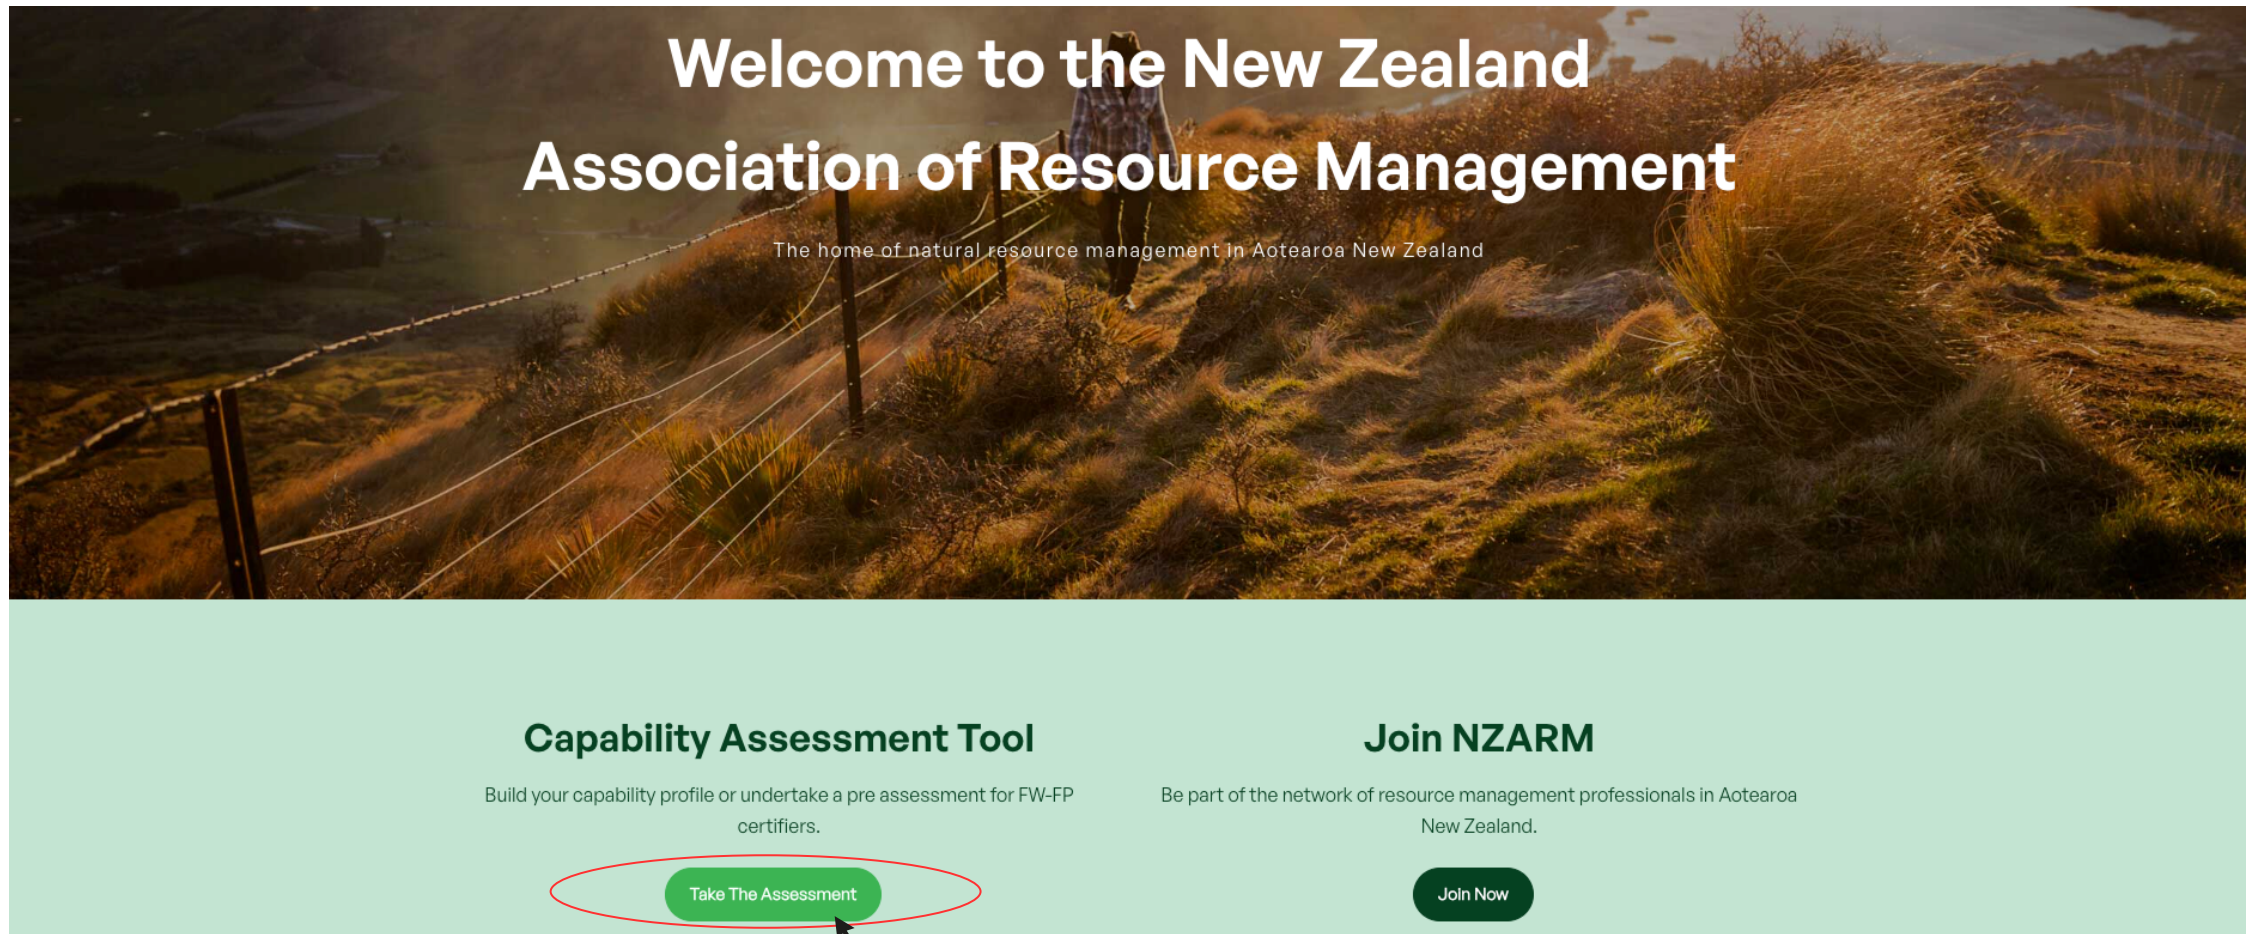 Welcome to the New Zealand
Association of Resource Management
The home of natural resource management in Aotearoa New Zealand
Capability Assessment Tool
Build your capability profile or undertake a pre assessment for FW-FP
certifiers.
Take The Assessment
Join NZARM
Be part of the network of resource management professionals in Aotearoa
New Zealand.
Join Now